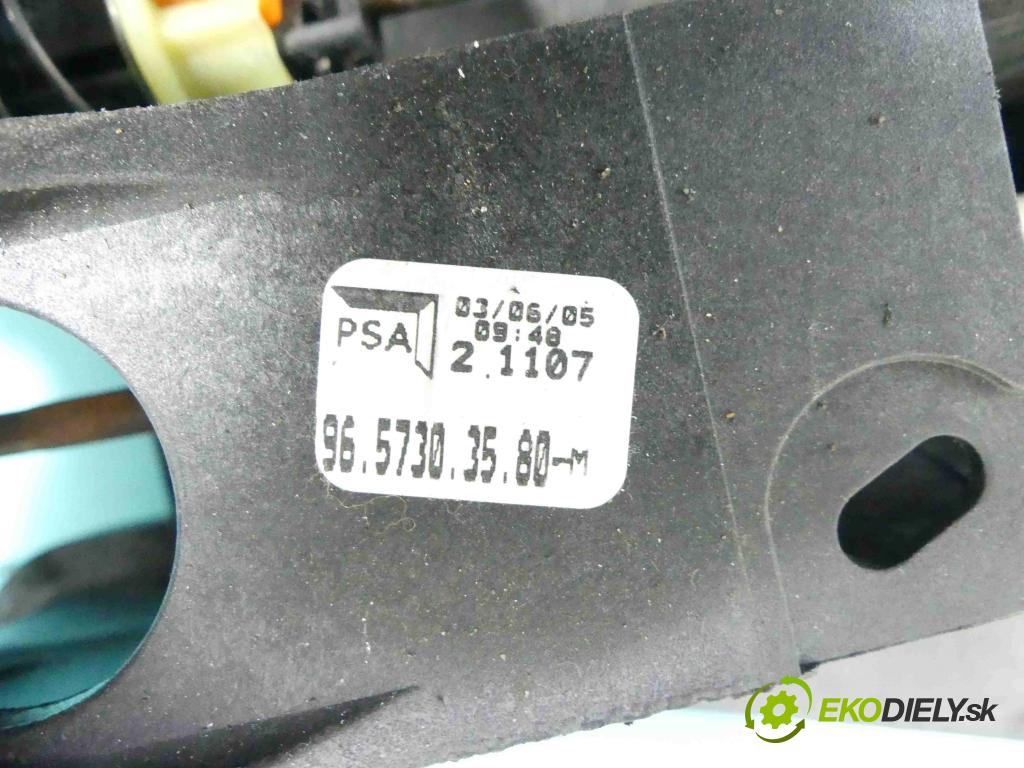 PSA
03/06/05
09:48
2.1107
96.5730.35.80-M
EKODIELY.sk